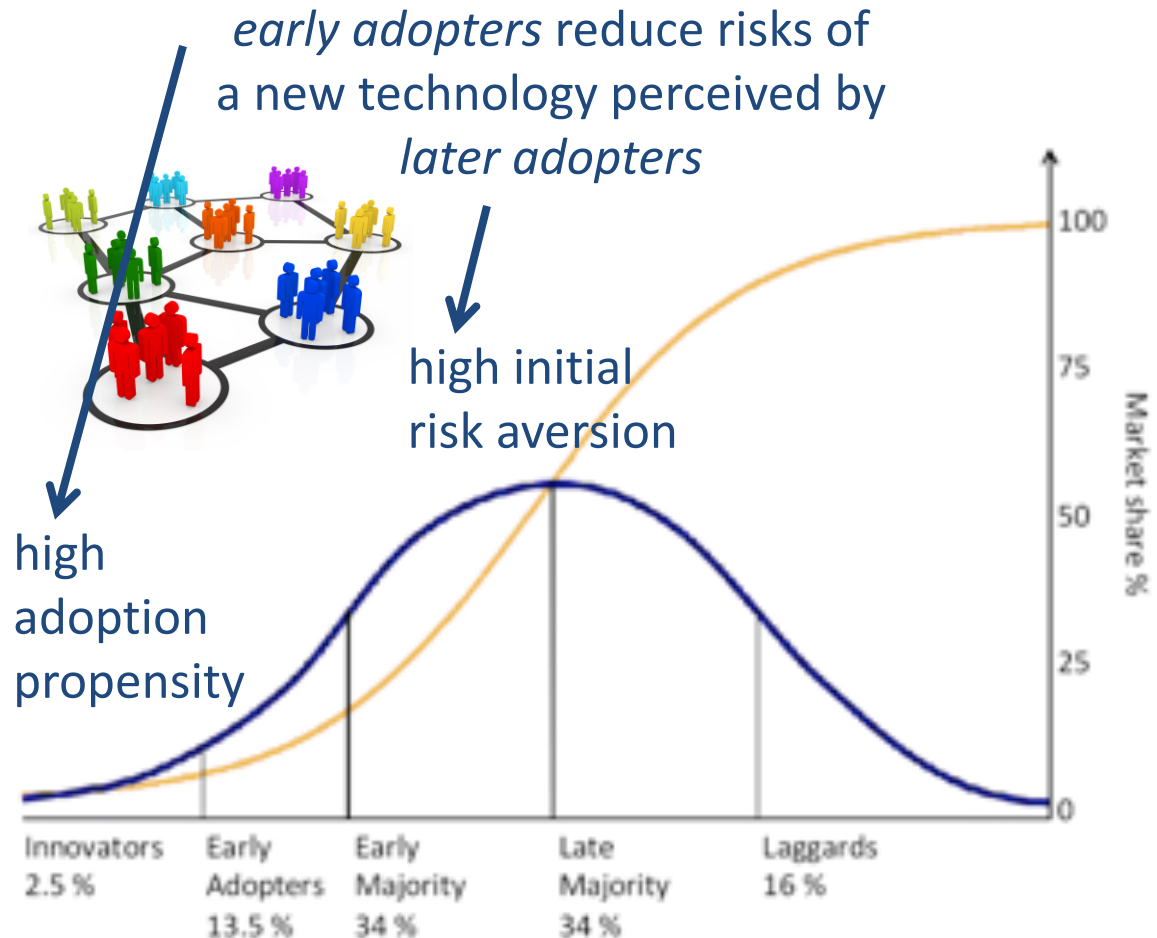 early adopters reduce risks of
a new technology perceived by
later adopters
high initial
risk aversion
high
adoption
propensity
100
75
50
25
0
Market share %
Innovators
2.5 %
Early
Adopters
13.5 %
Early
Majority
34 %
Late
Majority
34 %
Laggards
16 %